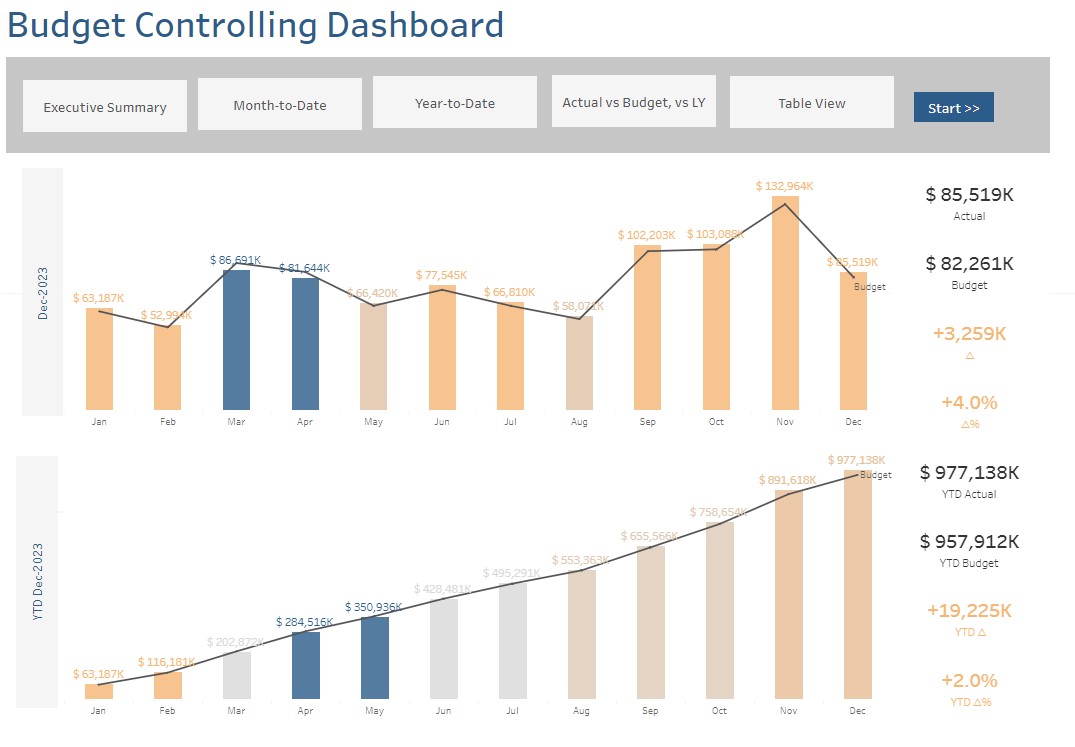 Budget Controlling Dashboard
Executive Summary
Month-to-Date
Year-to-Date
Actual vs Budget, vs LY
Table View
Start >>
Dec-2023
$ 63,187K
$ 52,994K
$ 86,691K
$ 81,644K
$ 66,420K
$ 77,545K
$ 66,810K
$ 58,071K
$ 102,203K
$ 103,088K
$ 132,964K
$ 85,519K
Budget
Jan
Feb
Mar
Apr
May
Jun
Jul
Aug
Sep
Oct
Nov
Dec
$ 85,519K
Actual
$ 82,261K
Budget
+3,259K
△
+4.0%
△%
YTD Dec-2023
$ 63,187K
$ 116,181K
$ 202,872K
$ 284,516K
$ 350,936K
$ 428,481K
$ 495,291K
$ 553,363K
$ 655,566K
$ 758,654K
$ 891,618K
$ 977,138K
Budget
Jan
Feb
Mar
Apr
May
Jun
Jul
Aug
Sep
Oct
Nov
Dec
$ 977,138K
YTD Actual
$ 957,912K
YTD Budget
+19,225K
YTD △
+2.0%
YTD △%